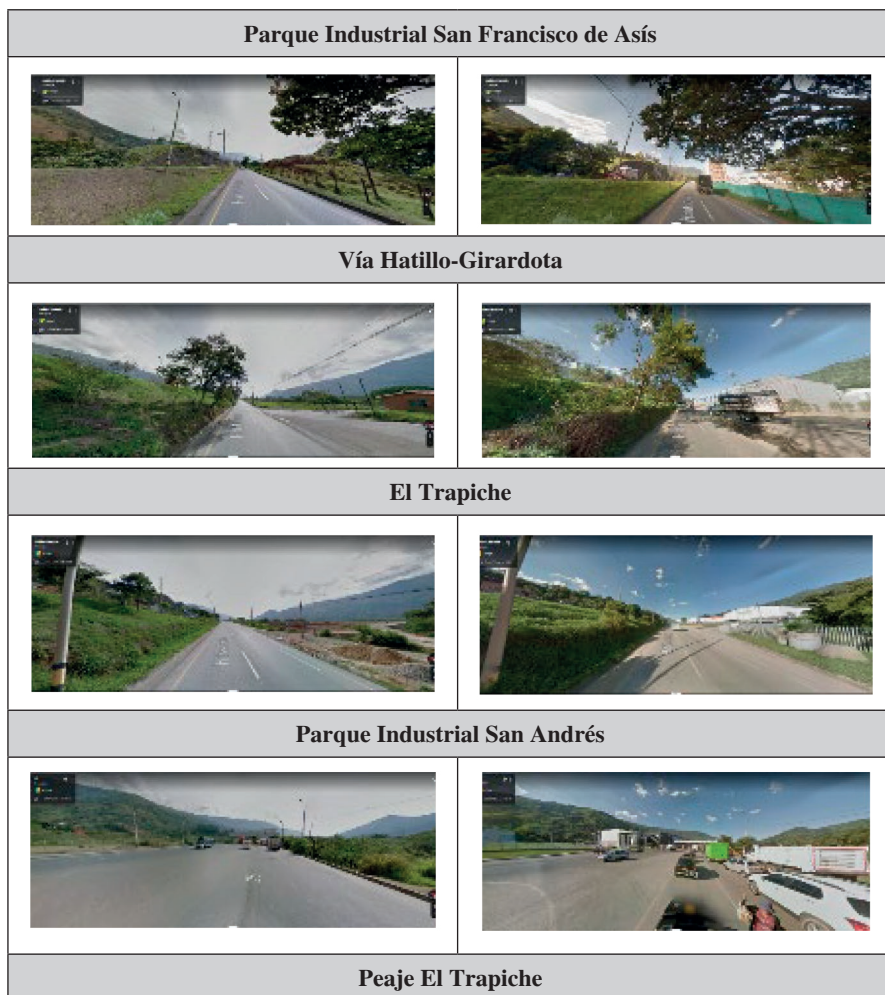 Parque Industrial San Francisco de Asís
Vía Hatillo-Girardota
El Trapiche
Parque Industrial San Andrés
Peaje El Trapiche